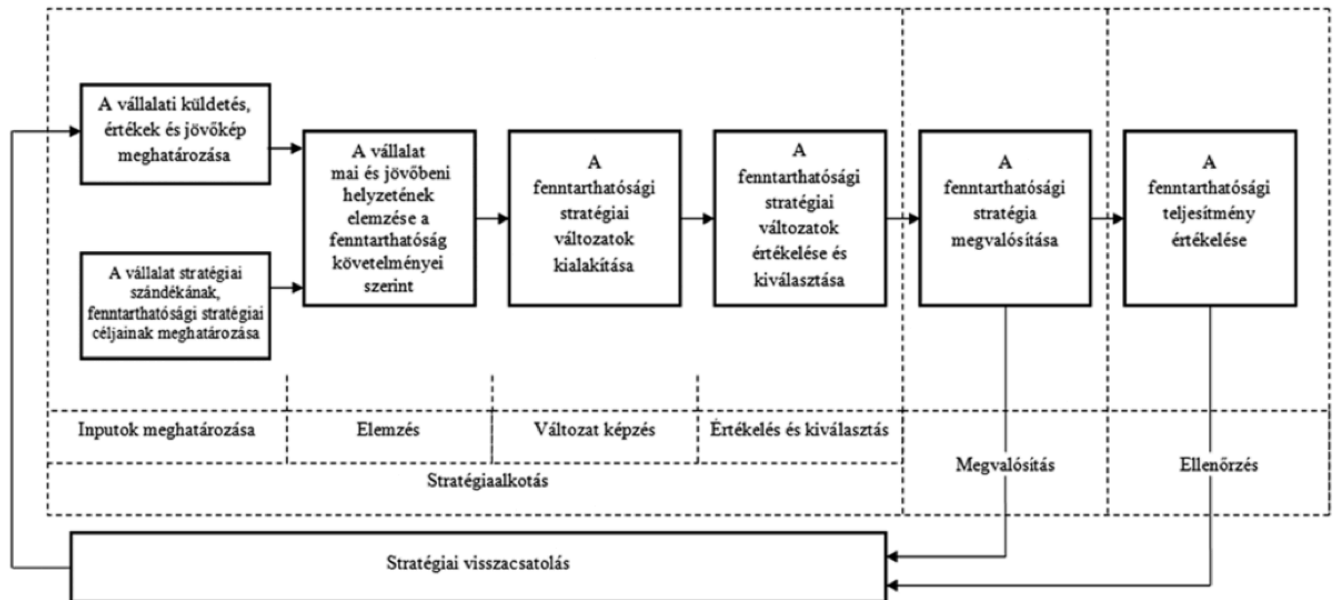 A vállalati küldetés,
értékek és jövőkép
meghatározása
A vállalat stratégiai
szándékának,
fenntarthatósági stratégiai
céljainak meghatározása
A vállalat
mai és jövőbeni
helyzetének
elemzése a
fenntarthatóság
követelményei
szerint
A
fenntarthatósági
stratégiai
változatok
kialakítása
A
fenntarthatósági
stratégiai
változatok
értékelése és
kiválasztása
A
fenntarthatósági
stratégia
megvalósítása
A
fenntarthatósági
teljesítmény
értékelése
Inputok meghatározása
Elemzés
Változat képzés
Értékelés és kiválasztás
Stratégiaalkotás
Megvalósítás
Ellenőrzés
Stratégiai visszacsatolás